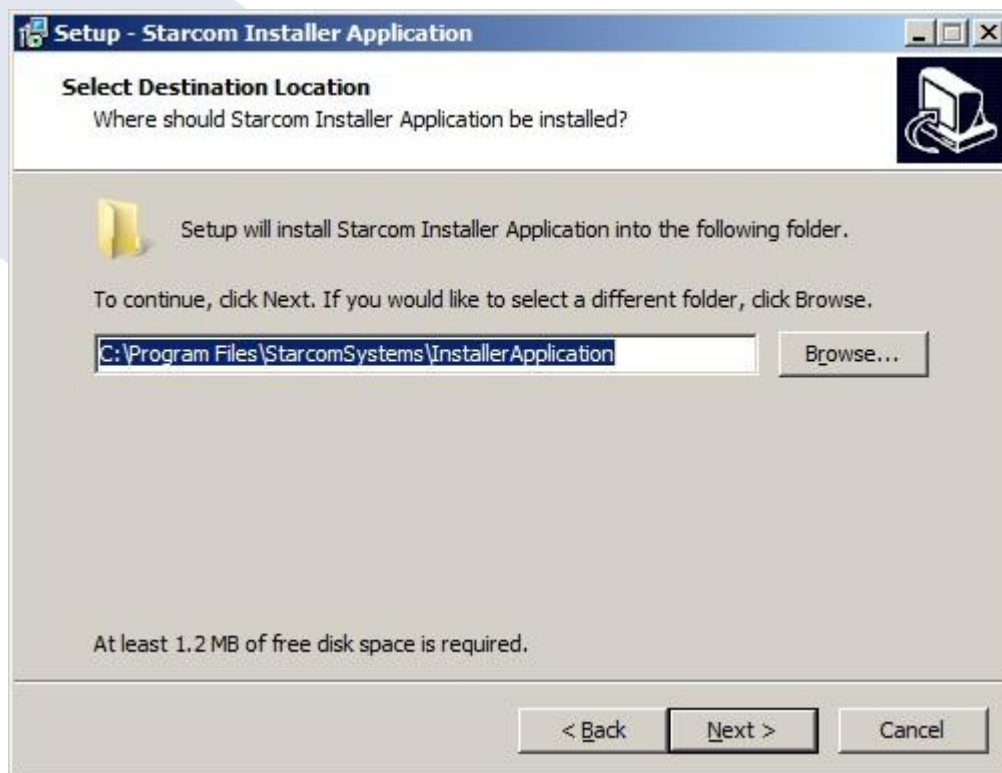 Setup - Starcom Installer Application
Select Destination Location
Where should Starcom Installer Application be installed?
Setup will install Starcom Installer Application into the following folder.
To continue, click Next. If you would like to select a different folder, click Browse.
C:\Program Files\StarcomSystems\InstallerApplication
Browse...
At least 1.2 MB of free disk space is required.
< Back
Next >
Cancel